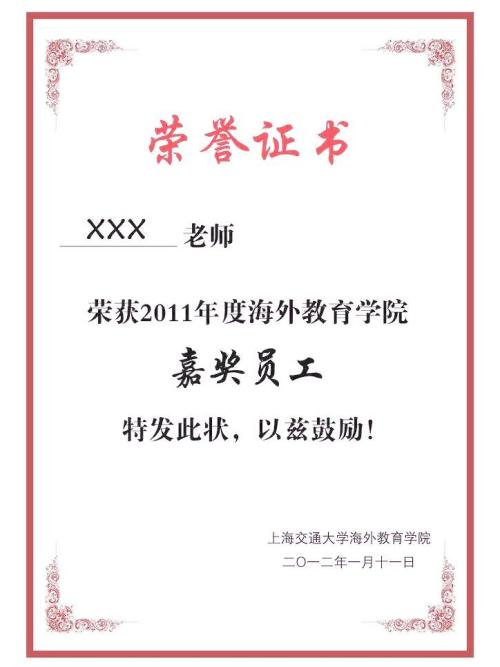 荣誉证书
XXX 老师
荣获2011年度海外教育学院
嘉奖员工
特发此状，以兹鼓励！
上海交通大学海外教育学院
二〇一二年一月十一日